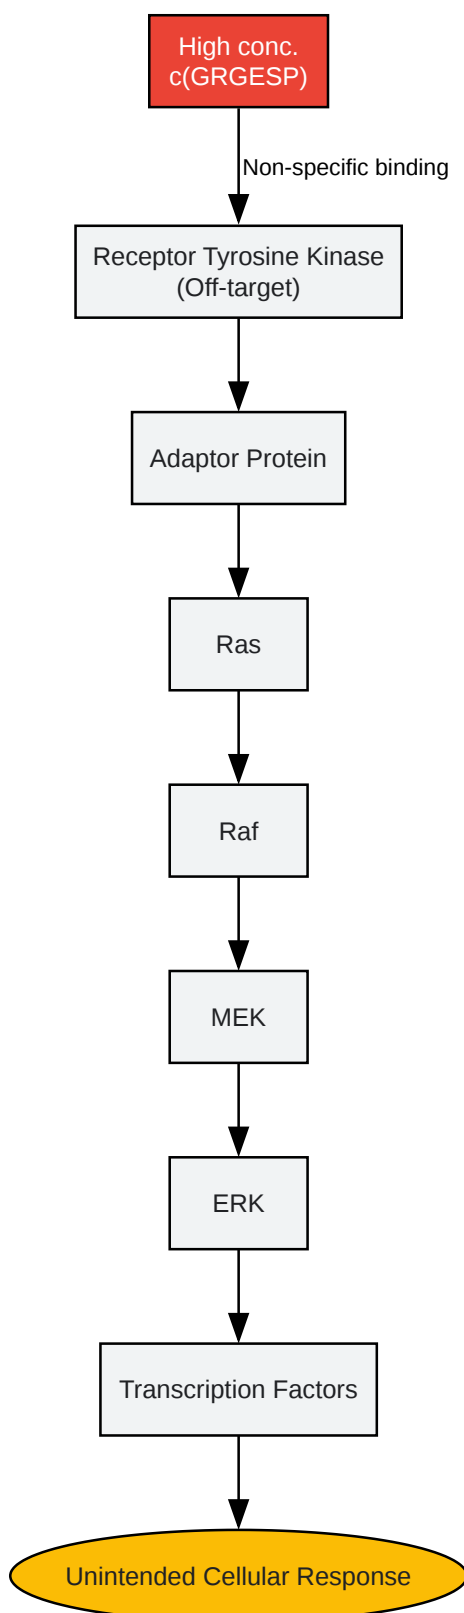 High conc.
c(GRGESP)
Non-specific binding
Receptor Tyrosine Kinase
(Off-target)
Adaptor Protein
Ras
Raf
MEK
ERK
Transcription Factors
Unintended Cellular Response